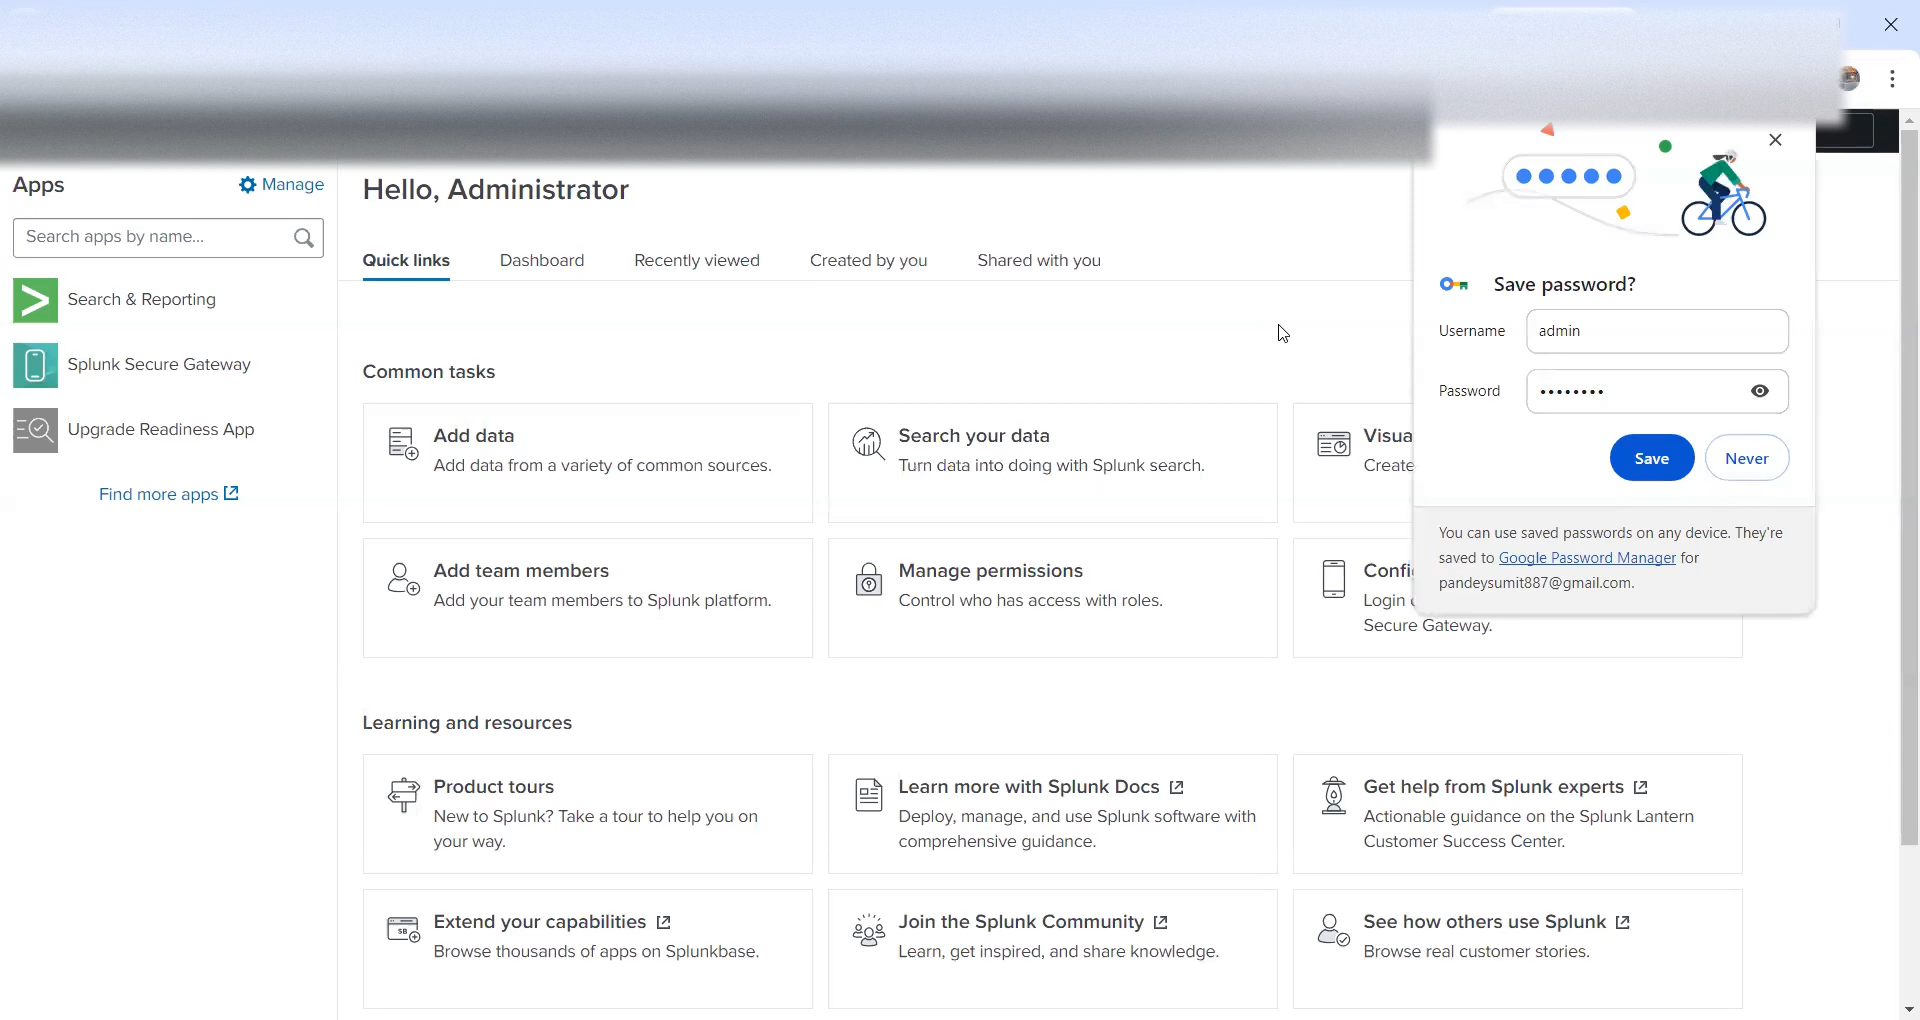 Apps
Manage
Search apps by name...
Search & Reporting
Splunk Secure Gateway
Upgrade Readiness App
Find more apps
Hello, Administrator
Quick links
Dashboard
Recently viewed
Created by you
Shared with you
Common tasks
Add data
Add data from a variety of common sources.
Search your data
Turn data into doing with Splunk search.
Visua
Create
Add team members
Add your team members to Splunk platform.
Manage permissions
Control who has access with roles.
Confi
Login
Secure Gateway.
Learning and resources
Product tours
New to Splunk? Take a tour to help you on
your way.
Learn more with Splunk Docs
Deploy, manage, and use Splunk software with
comprehensive guidance.
Get help from Splunk experts
Actionable guidance on the Splunk Lantern
Customer Success Center.
Extend your capabilities
SB
Browse thousands of apps on Splunkbase.
Join the Splunk Community
Learn, get inspired, and share knowledge.
See how others use Splunk
Browse real customer stories.
Save password?
Username
admin
Password
••••••••
Save
Never
You can use saved passwords on any device. They're
saved to Google Password Manager for
pandeysumit887@gmail.com.